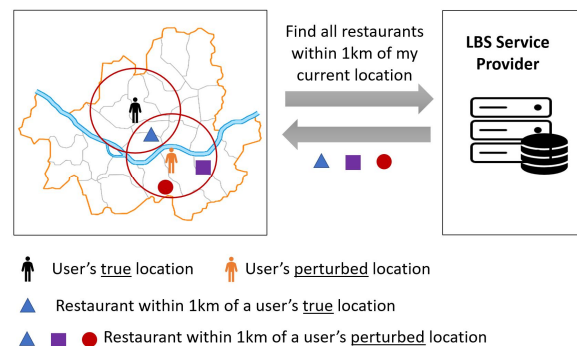 Find all restaurants
within 1km of my
current location
LBS Service
Provider
User's true location
User's perturbed location
Restaurant within 1km of a user's true location
Restaurant within 1km of a user's perturbed location